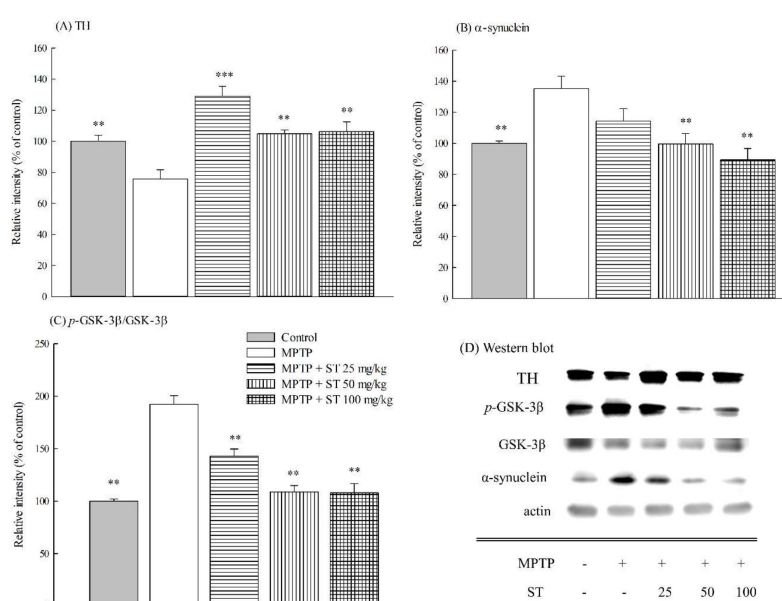 (A) TH
160
140
120
100
80
60
40
20
0
Relative intensity (% of control)
**
***
**
**
(B) α-synuclein
160
140
120
100
80
60
40
20
0
Relative intensity (% of control)
**
**
**
(C) p-GSK-3β/GSK-3β
250
200
150
100
50
Relative intensity (% of control)
**
**
**
**
Control
MPTP
MPTP + ST 25 mg/kg
MPTP + ST 50 mg/kg
MPTP + ST 100 mg/kg
(D) Western blot
TH
p-GSK-3β
GSK-3β
α-synuclein
actin
MPTP - + + + +
ST - - 25 50 100